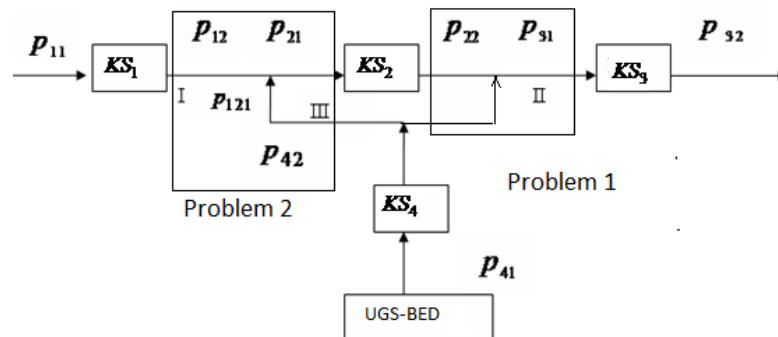 p₁₁ KS₁ p₁₂ p₂₁ KS₂ p₂₂ p₃₁ KS₃ p₃₂
I p₁₂₁ III II
p₄₂
Problem 2 Problem 1
KS₄
p₄₁
UGS-BED